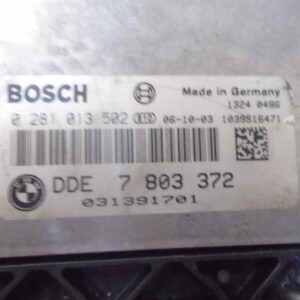 BOSCH Made in Germany
1324 0486
0 281 013 502 06-10-03 1039S16471
DDE 7 803 372
031391701